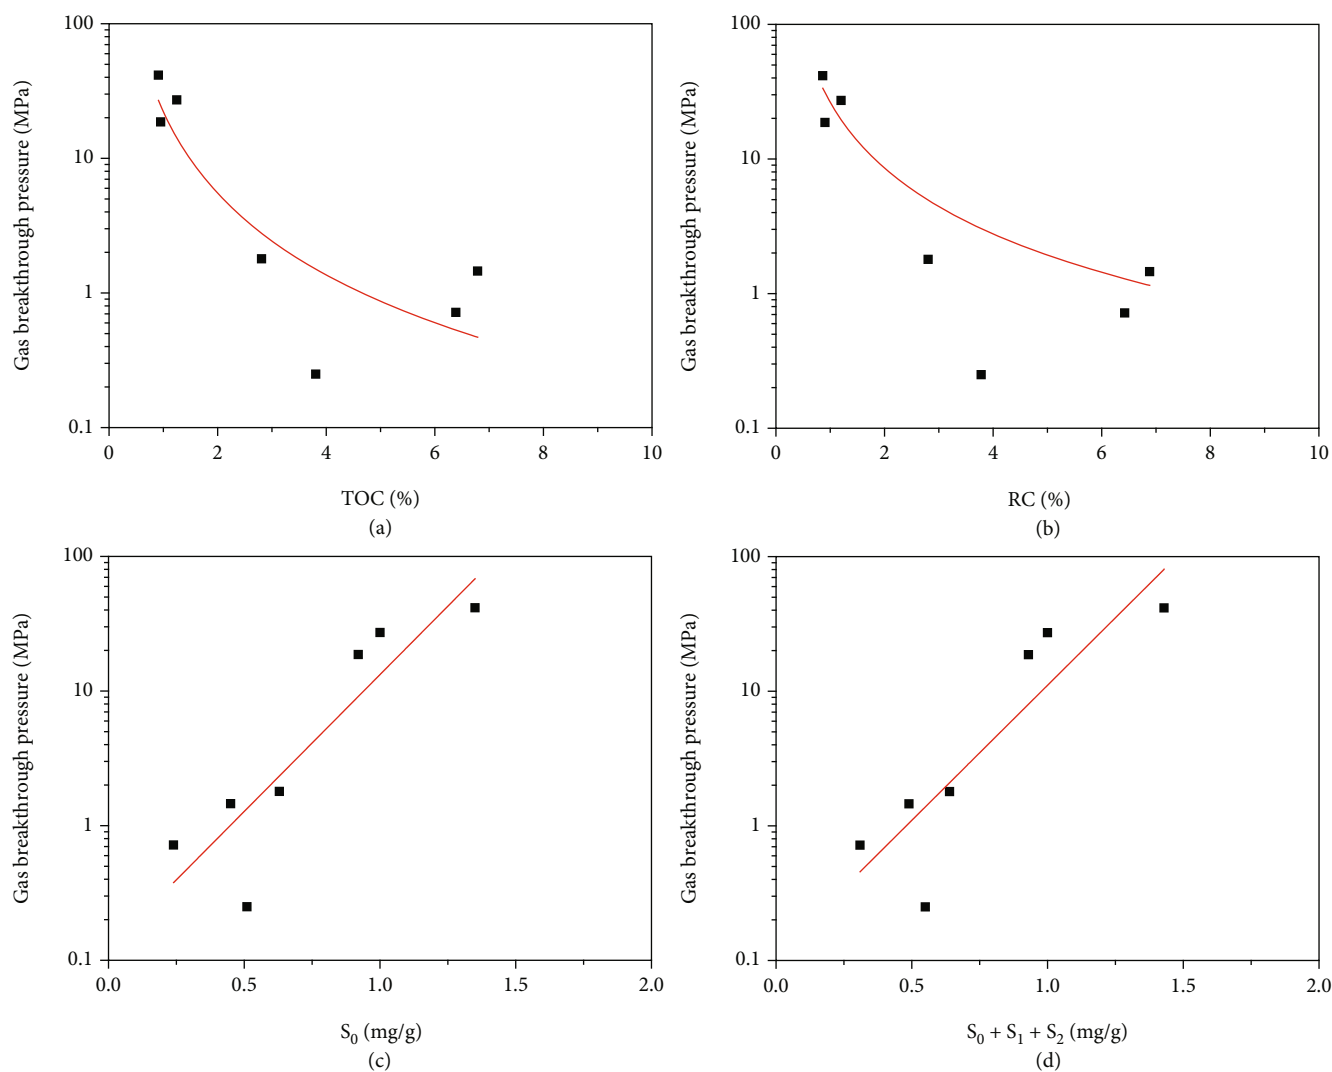 100
10
1
0.1
Gas breakthrough pressure (MPa)
0 2 4 6 8 10
TOC (%)
(a)
100
10
1
0.1
Gas breakthrough pressure (MPa)
0 2 4 6 8 10
RC (%)
(b)
100
10
1
0.1
Gas breakthrough pressure (MPa)
0.0 0.5 1.0 1.5 2.0
S₀ (mg/g)
(c)
100
10
1
0.1
Gas breakthrough pressure (MPa)
0.0 0.5 1.0 1.5 2.0
S₀ + S₁ + S₂ (mg/g)
(d)